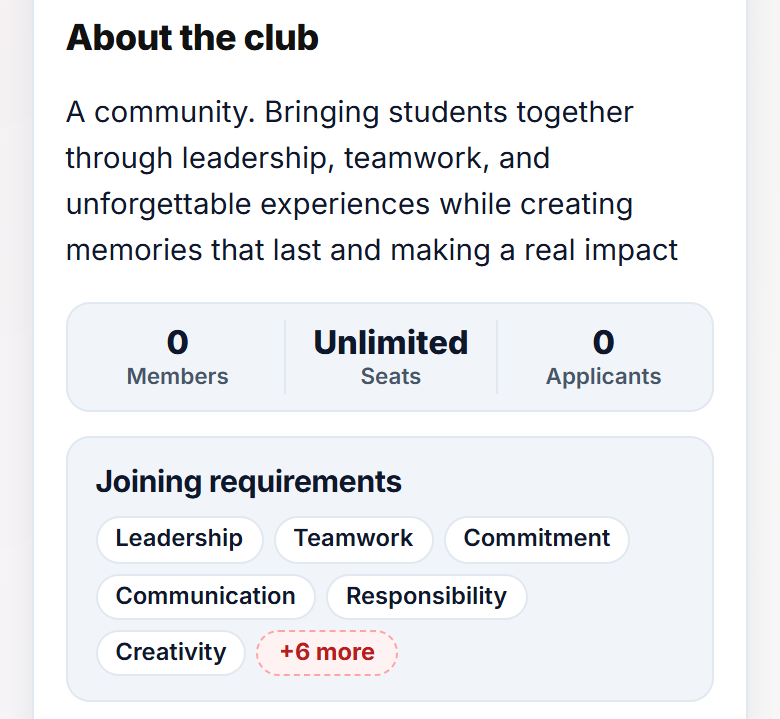 About the club
A community. Bringing students together
through leadership, teamwork, and
unforgettable experiences while creating
memories that last and making a real impact
0 Unlimited 0
Members Seats Applicants
Joining requirements
Leadership Teamwork Commitment
Communication Responsibility
Creativity +6 more